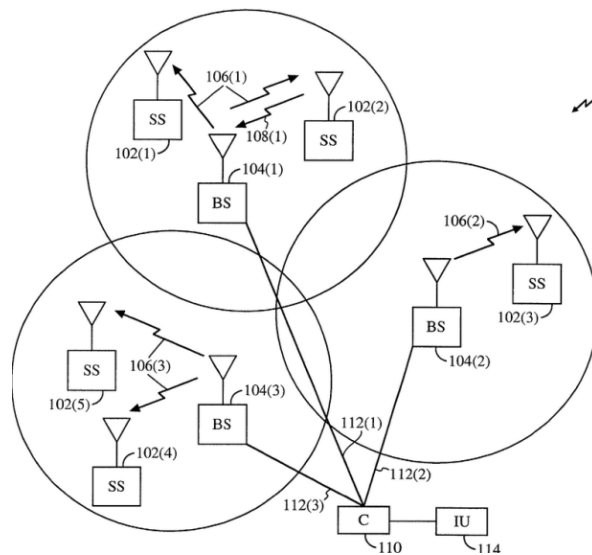 106(1)
SS
102(1)
108(1)
102(2)
SS
104(1)
BS
106(2)
SS
102(3)
BS
104(2)
SS
102(5)
106(3)
104(3)
BS
102(4)
SS
112(1)
112(2)
112(3)
C
IU
110
114